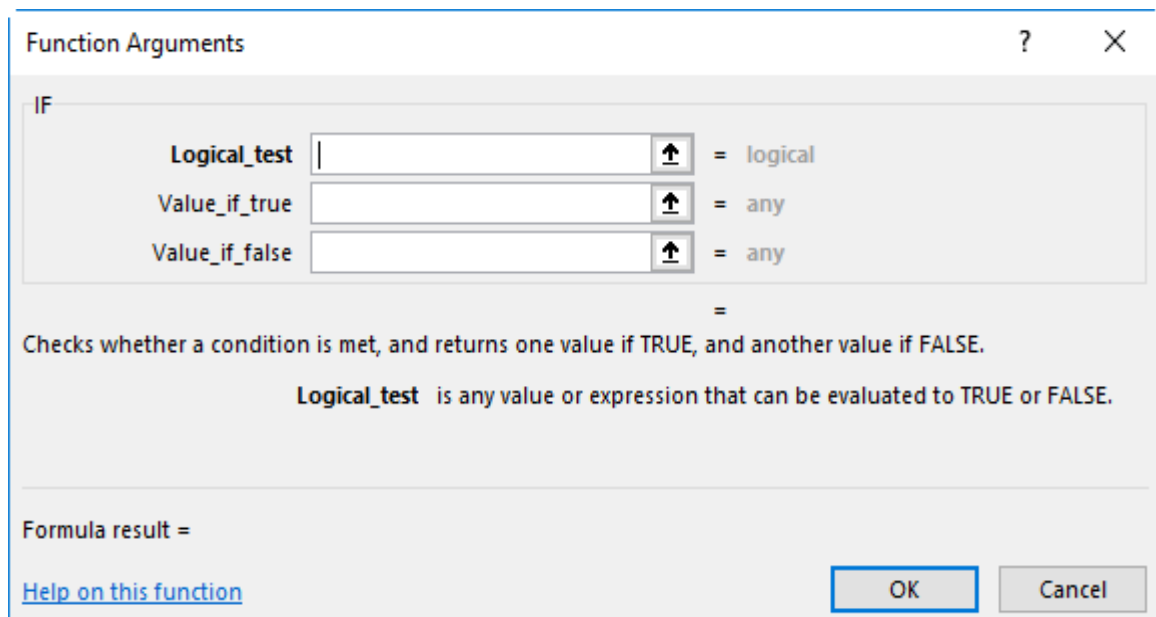 Function Arguments ? ×
IF
Logical_test = logical
Value_if_true = any
Value_if_false = any
=
Checks whether a condition is met, and returns one value if TRUE, and another value if FALSE.
Logical_test is any value or expression that can be evaluated to TRUE or FALSE.
Formula result =
Help on this function OK Cancel